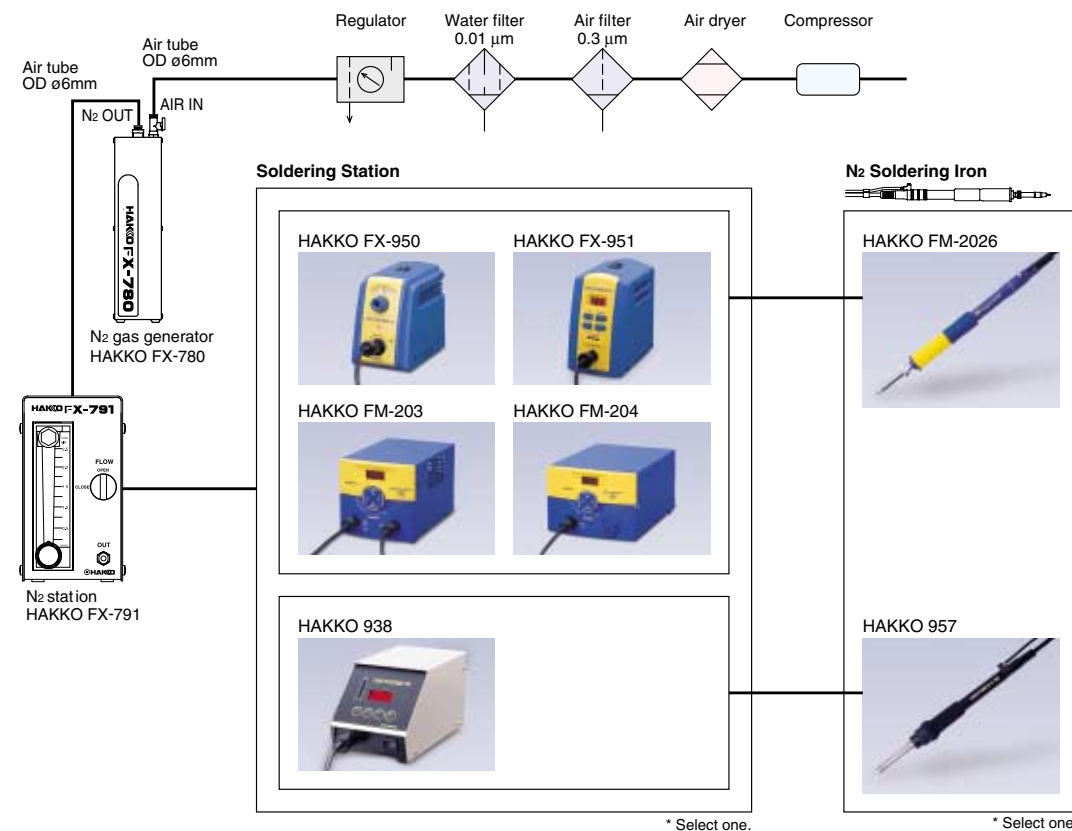 Regulator
Water filter
0.01 μm
Air filter
0.3 μm
Air dryer
Compressor
Air tube
OD ø6mm
Air tube
OD ø6mm
N2 OUT
AIR IN
HAKKO FX-780
N2 gas generator
HAKKO FX-780
Soldering Station
N2 Soldering Iron
HAKKO FX-950
HAKKO FX-951
HAKKO FM-2026
HAKKO FM-203
HAKKO FM-204
HAKKO FX-791
FLOW
OPEN
CLOSE
OUT
HAKKO
N2 station
HAKKO FX-791
HAKKO 938
HAKKO 957
* Select one.
* Select one.